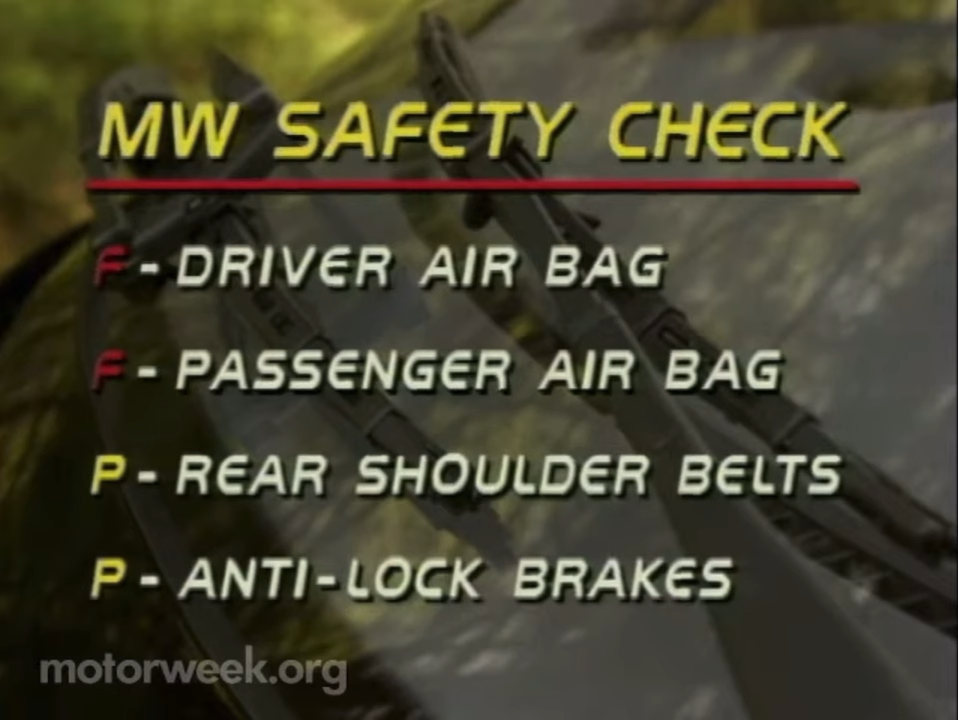 MW SAFETY CHECK
F - DRIVER AIR BAG
F - PASSENGER AIR BAG
P - REAR SHOULDER BELTS
P - ANTI-LOCK BRAKES
motorweek.org